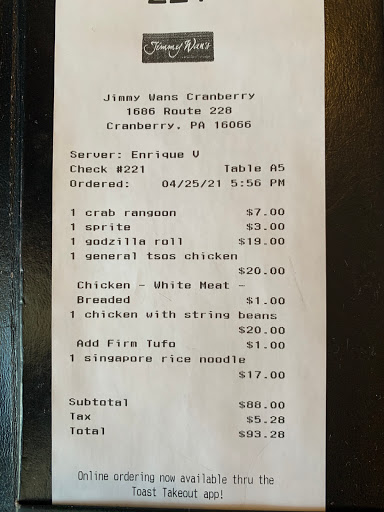 Jimmy Wan's
Jimmy Wans Cranberry
1686 Route 228
Cranberry, PA 16066
Server: Enrique V
Check #221 Table A5
Ordered: 04/25/21 5:56 PM
1 crab rangoon $7.00
1 sprite $3.00
1 godzilla roll $19.00
1 general tsos chicken
$20.00
Chicken - White Meat -
Breaded $1.00
1 chicken with string beans
$20.00
Add Firm Tufo $1.00
1 singapore rice noodle
$17.00
Subtotal $88.00
Tax $5.28
Total $93.28
Online ordering now available thru the
Toast Takeout app!